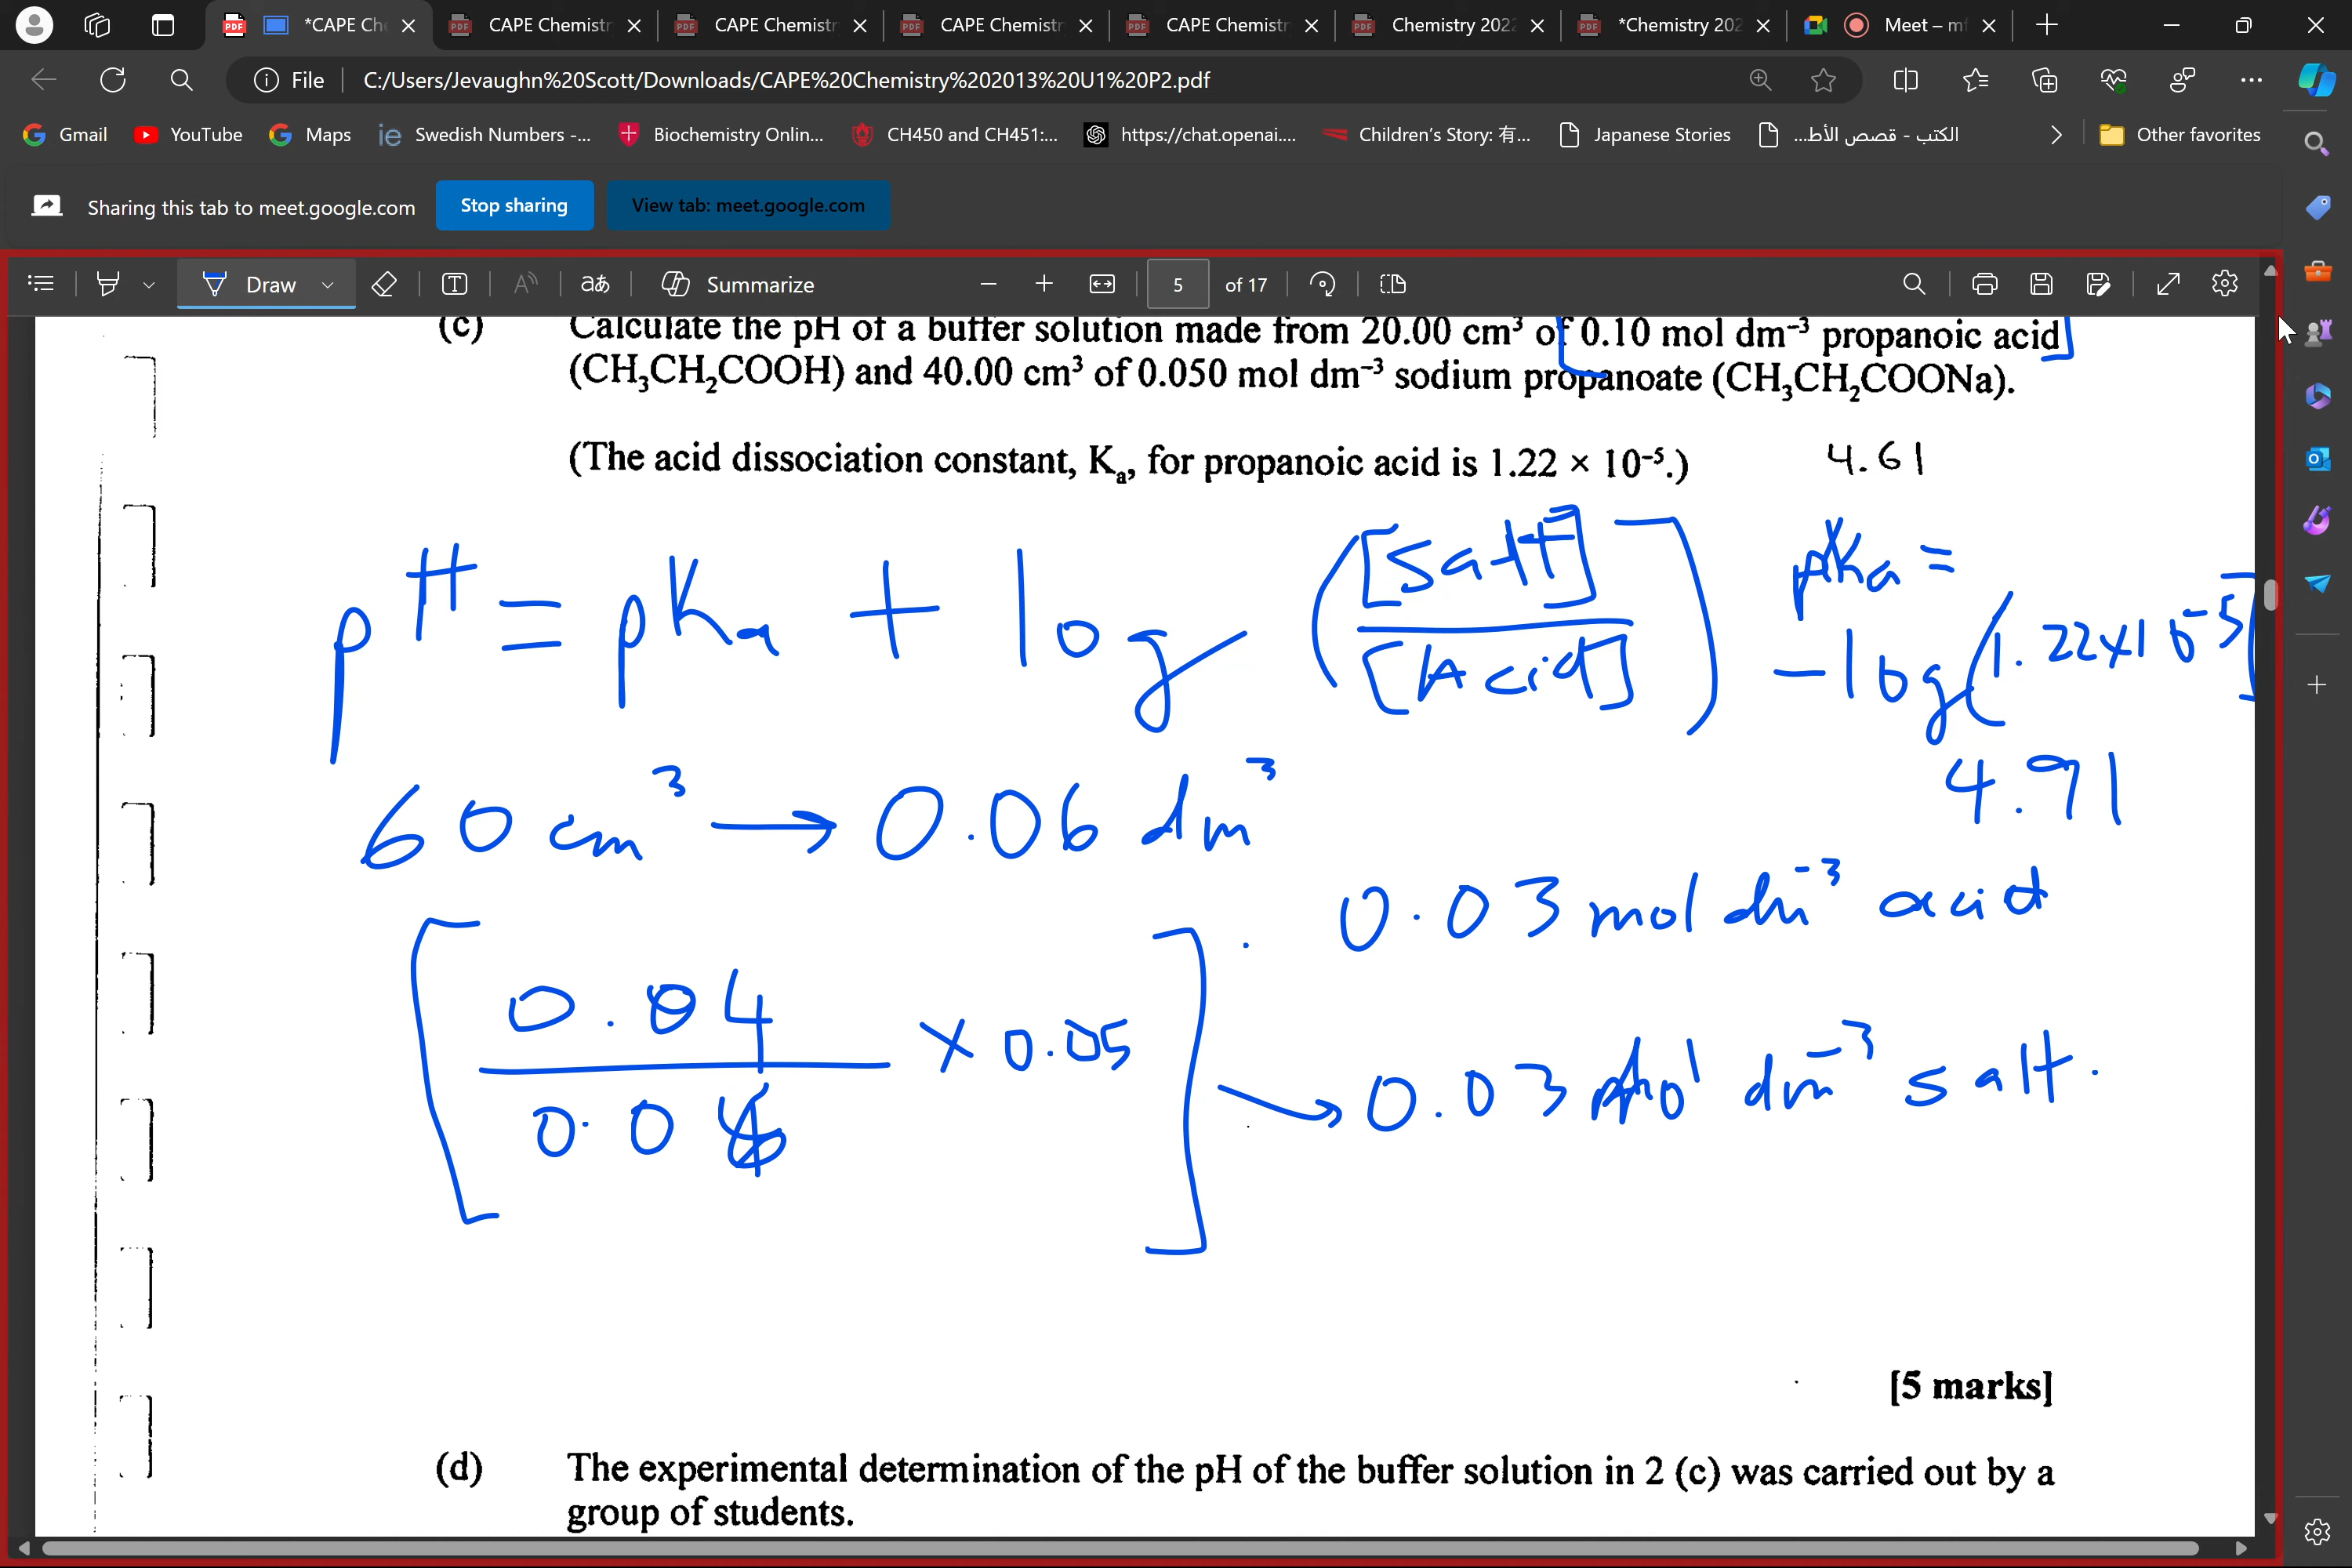 *CAPE Ch
CAPE Chemistr
CAPE Chemistr
CAPE Chemistr
CAPE Chemistr
Chemistry 202
*Chemistry 202
Meet – m
File
C:/Users/Jevaughn%20Scott/Downloads/CAPE%20Chemistry%202013%20U1%20P2.pdf
Gmail
YouTube
Maps
Swedish Numbers -...
Biochemistry Onlin...
CH450 and CH451:...
https://chat.openai....
Children's Story: 有...
Japanese Stories
الكتب - قصص الأط...
Other favorites
Sharing this tab to meet.google.com
Stop sharing
View tab: meet.google.com
Draw
aあ
Summarize
5
of 17
(c) Calculate the pH of a buffer solution made from 20.00 cm³ of 0.10 mol dm⁻³ propanoic acid
(CH₃CH₂COOH) and 40.00 cm³ of 0.050 mol dm⁻³ sodium propanoate (CH₃CH₂COONa).
(The acid dissociation constant, Kₐ, for propanoic acid is 1.22 × 10⁻⁵.)
4.61
pH = pKa + log ([Salt]/[Acid])
pKa =
-log(1.22x10⁻⁵)
4.91
60 cm³ → 0.06 dm³
0.03 mol dm⁻³ acid
[0.04/0.06 × 0.05] → 0.03 mol dm⁻³ salt.
[5 marks]
(d) The experimental determination of the pH of the buffer solution in 2 (c) was carried out by a
group of students.